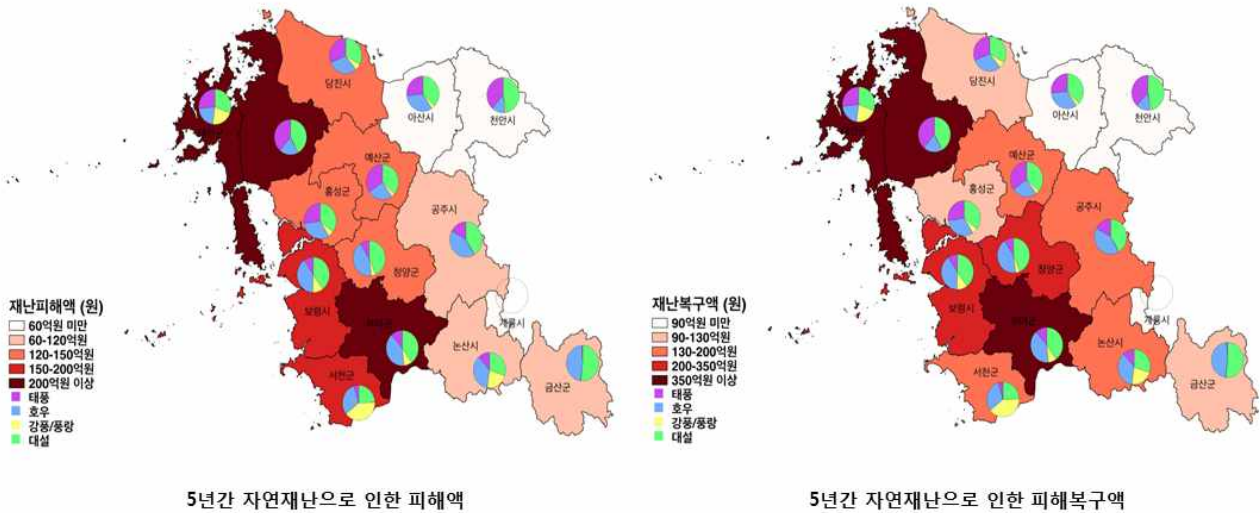 당진시
아산시
천안시
예산군
홍성군
공주시
청양군
보령시
부여군
계룡시
논산시
서천군
금산군
재난피해액 (원)
60억원 미만
60-120억원
120-150억원
150-200억원
200억원 이상
태풍
호우
강풍/풍랑
대설
5년간 자연재난으로 인한 피해액
당진시
아산시
천안시
예산군
홍성군
공주시
청양군
보령시
부여군
계룡시
논산시
서천군
금산군
재난복구액 (원)
90억원 미만
90-130억원
130-200억원
200-350억원
350억원 이상
태풍
호우
강풍/풍랑
대설
5년간 자연재난으로 인한 피해복구액